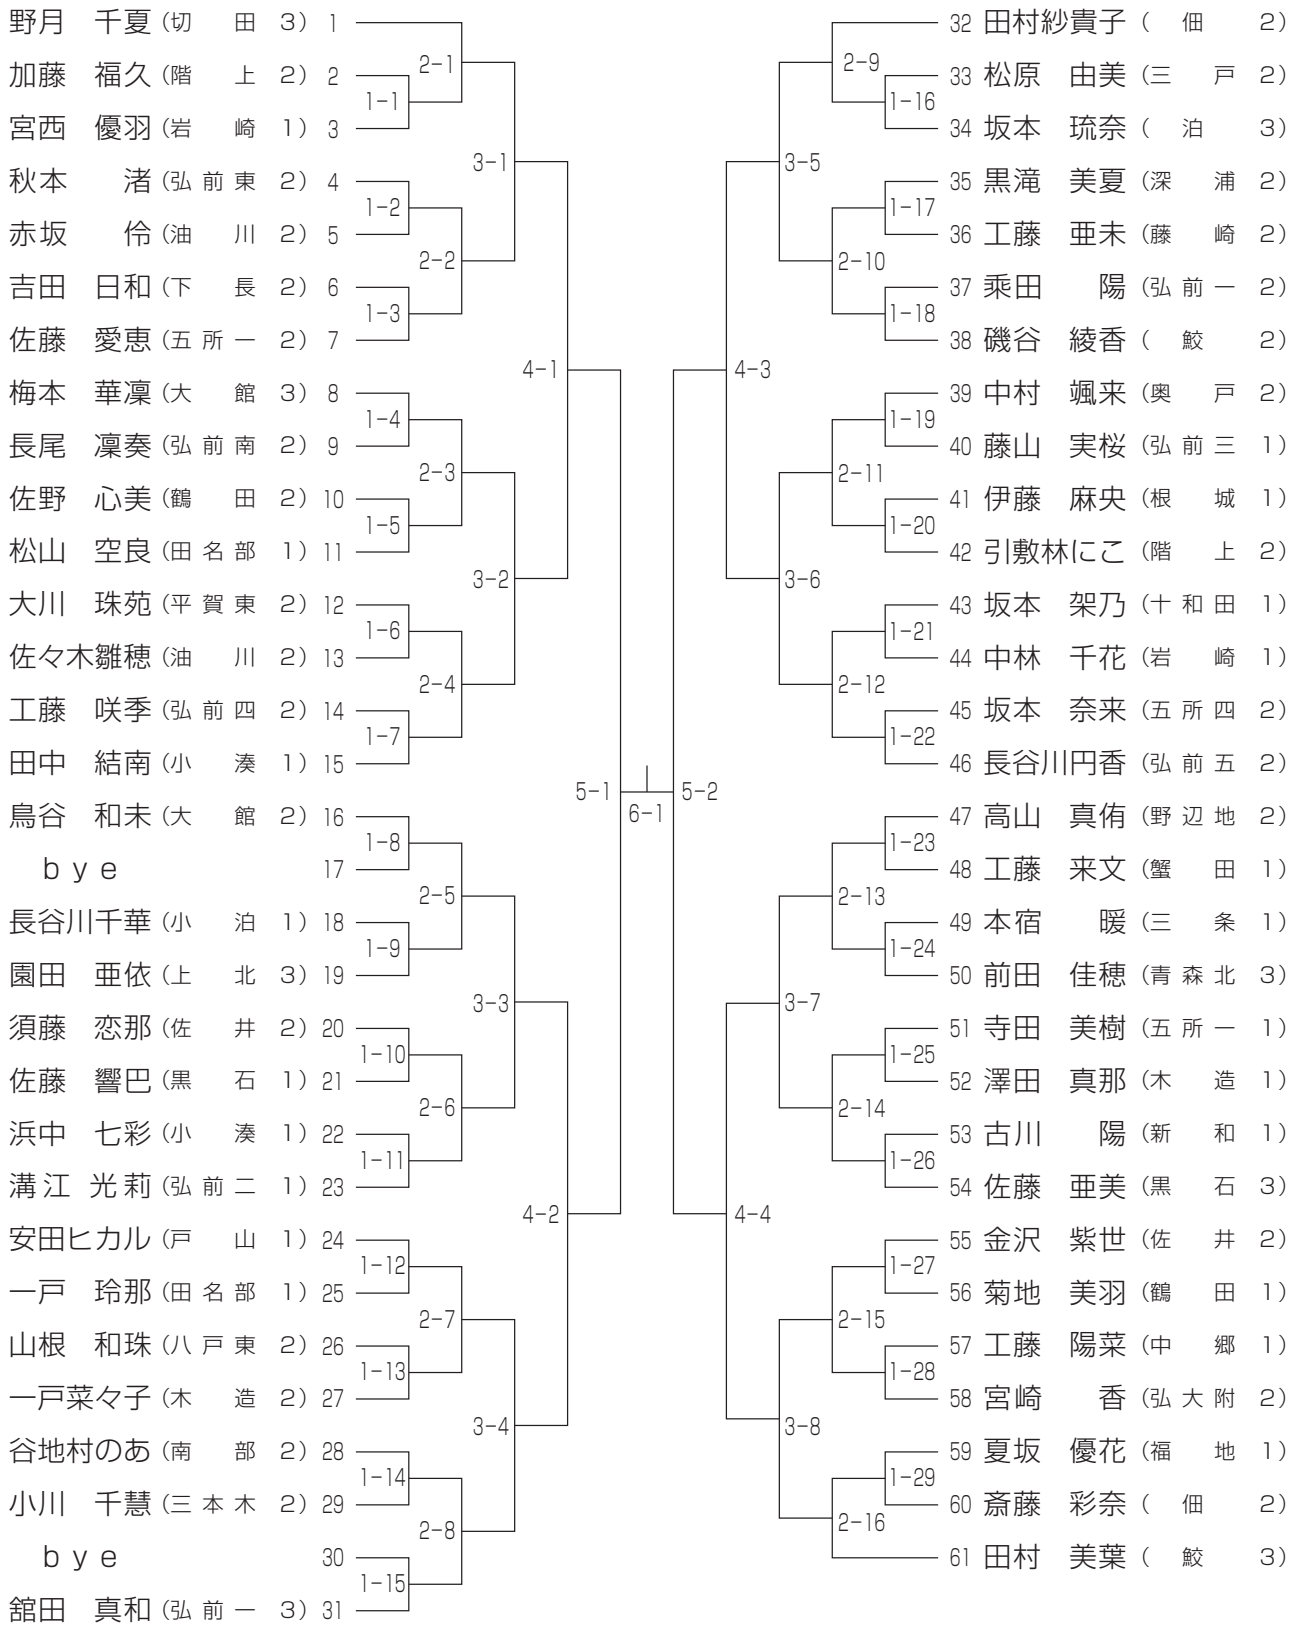 野月 千夏 (切 田 3) 1
加藤 福久 (階 上 2) 2
宮西 優羽 (岩 崎 1) 3
秋本 渚 (弘前東 2) 4
赤坂 伶 (油 川 2) 5
吉田 日和 (下 長 2) 6
佐藤 愛恵 (五所一 2) 7
梅本 華凜 (大 館 3) 8
長尾 凜奏 (弘前南 2) 9
佐野 心美 (鶴 田 2) 10
松山 空良 (田名部 1) 11
大川 珠苑 (平賀東 2) 12
佐々木雛穂 (油 川 2) 13
工藤 咲季 (弘前四 2) 14
田中 結南 (小 湊 1) 15
鳥谷 和未 (大 館 2) 16
bye 17
長谷川千華 (小 泊 1) 18
園田 亜依 (上 北 3) 19
須藤 恋那 (佐 井 2) 20
佐藤 響巴 (黒 石 1) 21
浜中 七彩 (小 湊 1) 22
溝江 光莉 (弘前二 1) 23
安田ヒカル (戸 山 1) 24
一戸 玲那 (田名部 1) 25
山根 和珠 (八戸東 2) 26
一戸菜々子 (木 造 2) 27
谷地村のあ (南 部 2) 28
小川 千慧 (三本木 2) 29
bye 30
舘田 真和 (弘前一 3) 31
1-1
1-2
1-3
1-4
1-5
1-6
1-7
1-8
1-9
1-10
1-11
1-12
1-13
1-14
1-15
2-1
2-2
2-3
2-4
2-5
2-6
2-7
2-8
3-1
3-2
3-3
3-4
4-1
4-2
5-1
6-1
5-2
4-3
4-4
3-5
3-6
3-7
3-8
2-9
2-10
2-11
2-12
2-13
2-14
2-15
2-16
1-16
1-17
1-18
1-19
1-20
1-21
1-22
1-23
1-24
1-25
1-26
1-27
1-28
1-29
32 田村紗貴子 (佃 2)
33 松原 由美 (三 戸 2)
34 坂本 琉奈 (泊 3)
35 黒滝 美夏 (深 浦 2)
36 工藤 亜未 (藤 崎 2)
37 乘田 陽 (弘前一 2)
38 磯谷 綾香 (鮫 2)
39 中村 颯来 (奥 戸 2)
40 藤山 実桜 (弘前三 1)
41 伊藤 麻央 (根 城 1)
42 引敷林にこ (階 上 2)
43 坂本 架乃 (十和田 1)
44 中林 千花 (岩 崎 1)
45 坂本 奈来 (五所四 2)
46 長谷川円香 (弘前五 2)
47 高山 真侑 (野辺地 2)
48 工藤 来文 (蟹 田 1)
49 本宿 暖 (三 条 1)
50 前田 佳穂 (青森北 3)
51 寺田 美樹 (五所一 1)
52 澤田 真那 (木 造 1)
53 古川 陽 (新 和 1)
54 佐藤 亜美 (黒 石 3)
55 金沢 紫世 (佐 井 2)
56 菊地 美羽 (鶴 田 1)
57 工藤 陽菜 (中 郷 1)
58 宮崎 香 (弘大附 2)
59 夏坂 優花 (福 地 1)
60 斎藤 彩奈 (佃 2)
61 田村 美葉 (鮫 3)